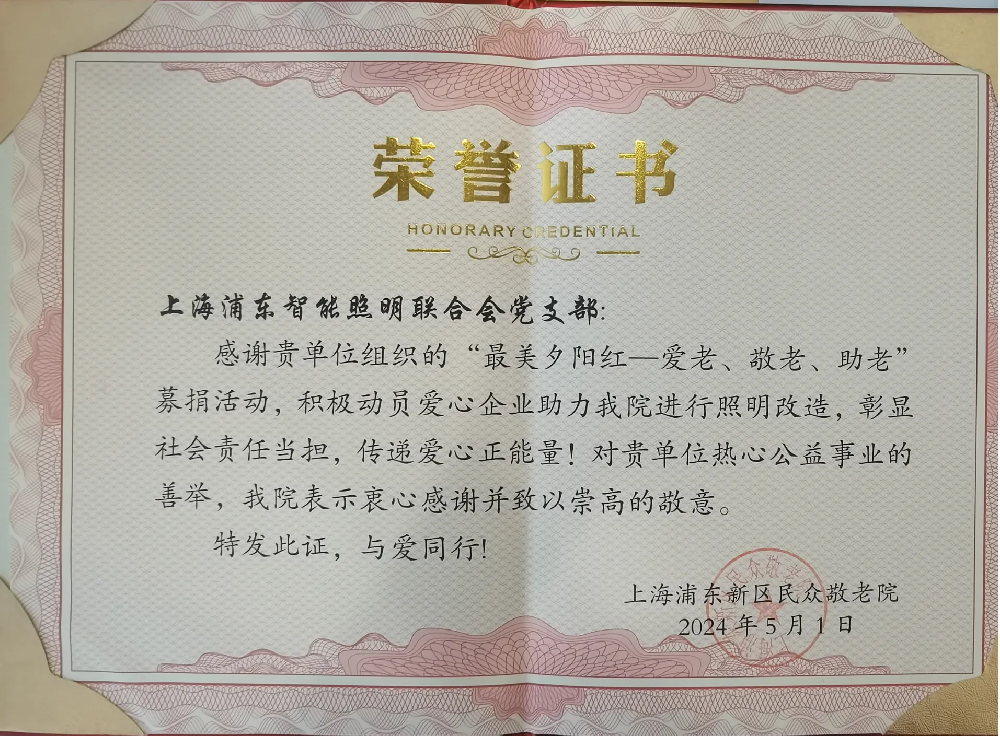 荣誉证书
HONORARY CREDENTIAL
上海浦东智能照明联合会党支部:
感谢贵单位组织的“最美夕阳红—爱老、敬老、助老”
募捐活动，积极动员爱心企业助力我院进行照明改造，彰显
社会责任当担，传递爱心正能量！对贵单位热心公益事业的
善举，我院表示衷心感谢并致以崇高的敬意。
特发此证，与爱同行!
上海浦东新区民众敬老院
2024 年 5 月 1 日